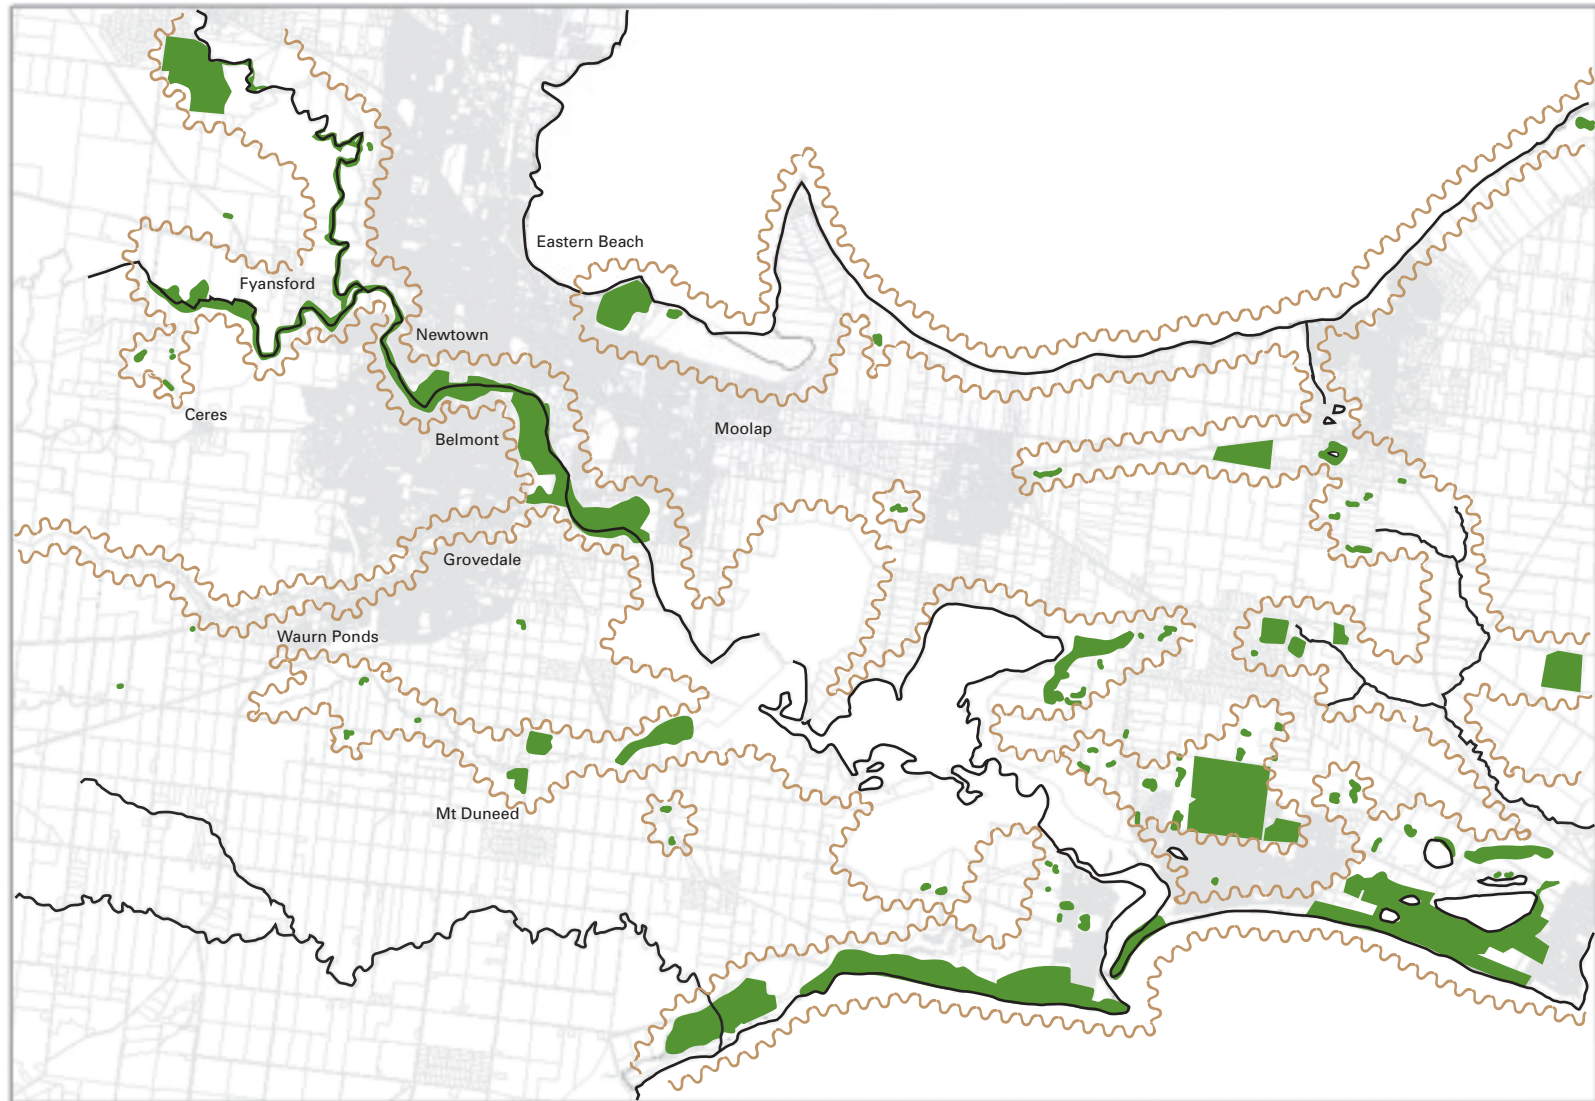 Eastern Beach
Fyansford
Newtown
Ceres
Moolap
Belmont
Grovedale
Waurn Ponds
Mt Duneed